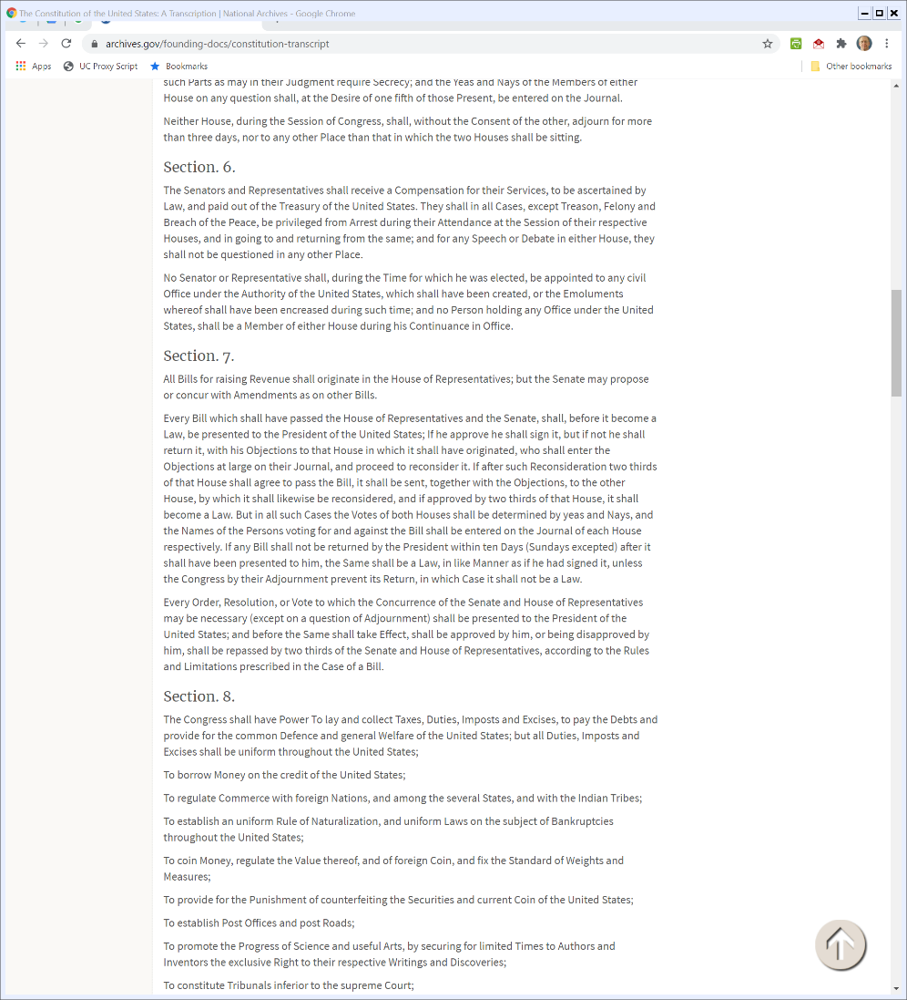 The Constitution of the United States: A Transcription | National Archives - Google Chrome
archives.gov/founding-docs/constitution-transcript
Apps UC Proxy Script Bookmarks Other bookmarks
such Parts as may in their Judgment require Secrecy; and the Yeas and Nays of the Members of either
House on any question shall, at the Desire of one fifth of those Present, be entered on the Journal.
Neither House, during the Session of Congress, shall, without the Consent of the other, adjourn for more
than three days, nor to any other Place than that in which the two Houses shall be sitting.
Section. 6.
The Senators and Representatives shall receive a Compensation for their Services, to be ascertained by
Law, and paid out of the Treasury of the United States. They shall in all Cases, except Treason, Felony and
Breach of the Peace, be privileged from Arrest during their Attendance at the Session of their respective
Houses, and in going to and returning from the same; and for any Speech or Debate in either House, they
shall not be questioned in any other Place.
No Senator or Representative shall, during the Time for which he was elected, be appointed to any civil
Office under the Authority of the United States, which shall have been created, or the Emoluments
whereof shall have been encreased during such time; and no Person holding any Office under the United
States, shall be a Member of either House during his Continuance in Office.
Section. 7.
All Bills for raising Revenue shall originate in the House of Representatives; but the Senate may propose
or concur with Amendments as on other Bills.
Every Bill which shall have passed the House of Representatives and the Senate, shall, before it become a
Law, be presented to the President of the United States; If he approve he shall sign it, but if not he shall
return it, with his Objections to that House in which it shall have originated, who shall enter the
Objections at large on their Journal, and proceed to reconsider it. If after such Reconsideration two thirds
of that House shall agree to pass the Bill, it shall be sent, together with the Objections, to the other
House, by which it shall likewise be reconsidered, and if approved by two thirds of that House, it shall
become a Law. But in all such Cases the Votes of both Houses shall be determined by yeas and Nays, and
the Names of the Persons voting for and against the Bill shall be entered on the Journal of each House
respectively. If any Bill shall not be returned by the President within ten Days (Sundays excepted) after it
shall have been presented to him, the Same shall be a Law, in like Manner as if he had signed it, unless
the Congress by their Adjournment prevent its Return, in which Case it shall not be a Law.
Every Order, Resolution, or Vote to which the Concurrence of the Senate and House of Representatives
may be necessary (except on a question of Adjournment) shall be presented to the President of the
United States; and before the Same shall take Effect, shall be approved by him, or being disapproved by
him, shall be repassed by two thirds of the Senate and House of Representatives, according to the Rules
and Limitations prescribed in the Case of a Bill.
Section. 8.
The Congress shall have Power To lay and collect Taxes, Duties, Imposts and Excises, to pay the Debts and
provide for the common Defence and general Welfare of the United States; but all Duties, Imposts and
Excises shall be uniform throughout the United States;
To borrow Money on the credit of the United States;
To regulate Commerce with foreign Nations, and among the several States, and with the Indian Tribes;
To establish an uniform Rule of Naturalization, and uniform Laws on the subject of Bankruptcies
throughout the United States;
To coin Money, regulate the Value thereof, and of foreign Coin, and fix the Standard of Weights and
Measures;
To provide for the Punishment of counterfeiting the Securities and current Coin of the United States;
To establish Post Offices and post Roads;
To promote the Progress of Science and useful Arts, by securing for limited Times to Authors and
Inventors the exclusive Right to their respective Writings and Discoveries;
To constitute Tribunals inferior to the supreme Court;